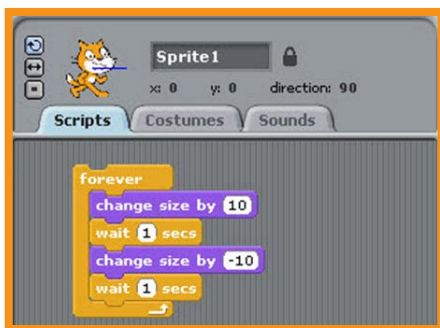 Sprite1
x: 0 y: 0 direction: 90
Scripts Costumes Sounds
forever
change size by 10
wait 1 secs
change size by -10
wait 1 secs